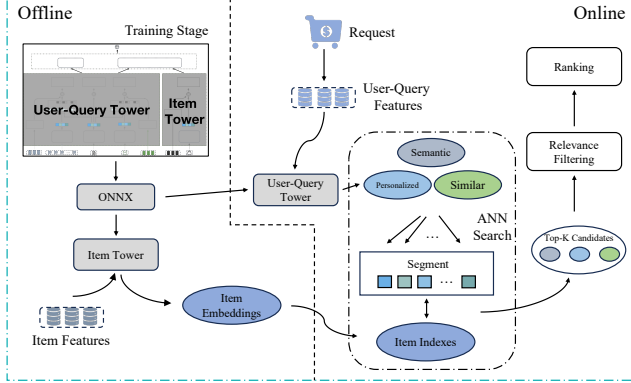 Offline
Online
Training Stage
User-Query Tower
Item
Tower
Request
User-Query
Features
Ranking
Relevance
Filtering
ONNX
User-Query
Tower
Semantic
Personalized
Similar
ANN
Search
...
Segment
...
Top-K Candidates
Item Tower
Item
Embeddings
Item Features
Item Indexes